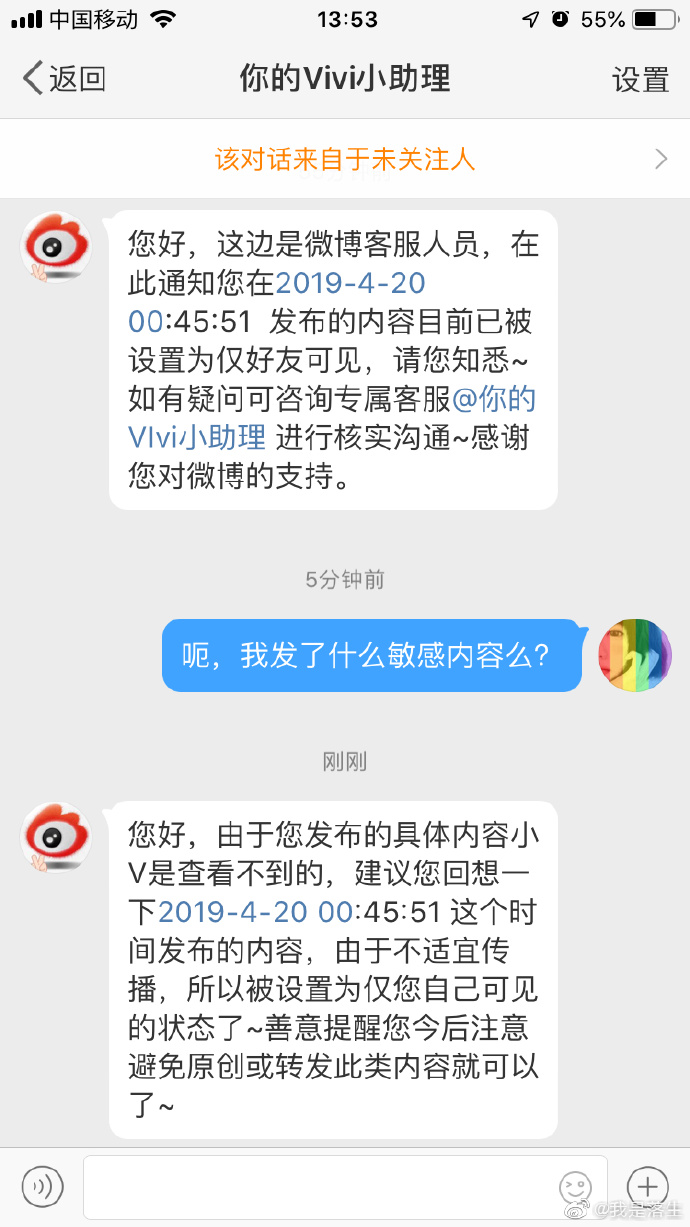 中国移动
13:53
55%
返回
你的Vivi小助理
设置
该对话来自于未关注人
您好，这边是微博客服人员，在
此通知您在2019-4-20
00:45:51 发布的内容目前已被
设置为仅好友可见，请您知悉~
如有疑问可咨询专属客服@你的
VIvi小助理 进行核实沟通~感谢
您对微博的支持。
5分钟前
呃，我发了什么敏感内容么？
刚刚
您好，由于您发布的具体内容小
V是查看不到的，建议您回想一
下2019-4-20 00:45:51 这个时
间发布的内容，由于不适宜传
播，所以被设置为仅您自己可见
的状态了~善意提醒您今后注意
避免原创或转发此类内容就可以
了~
@我是落生